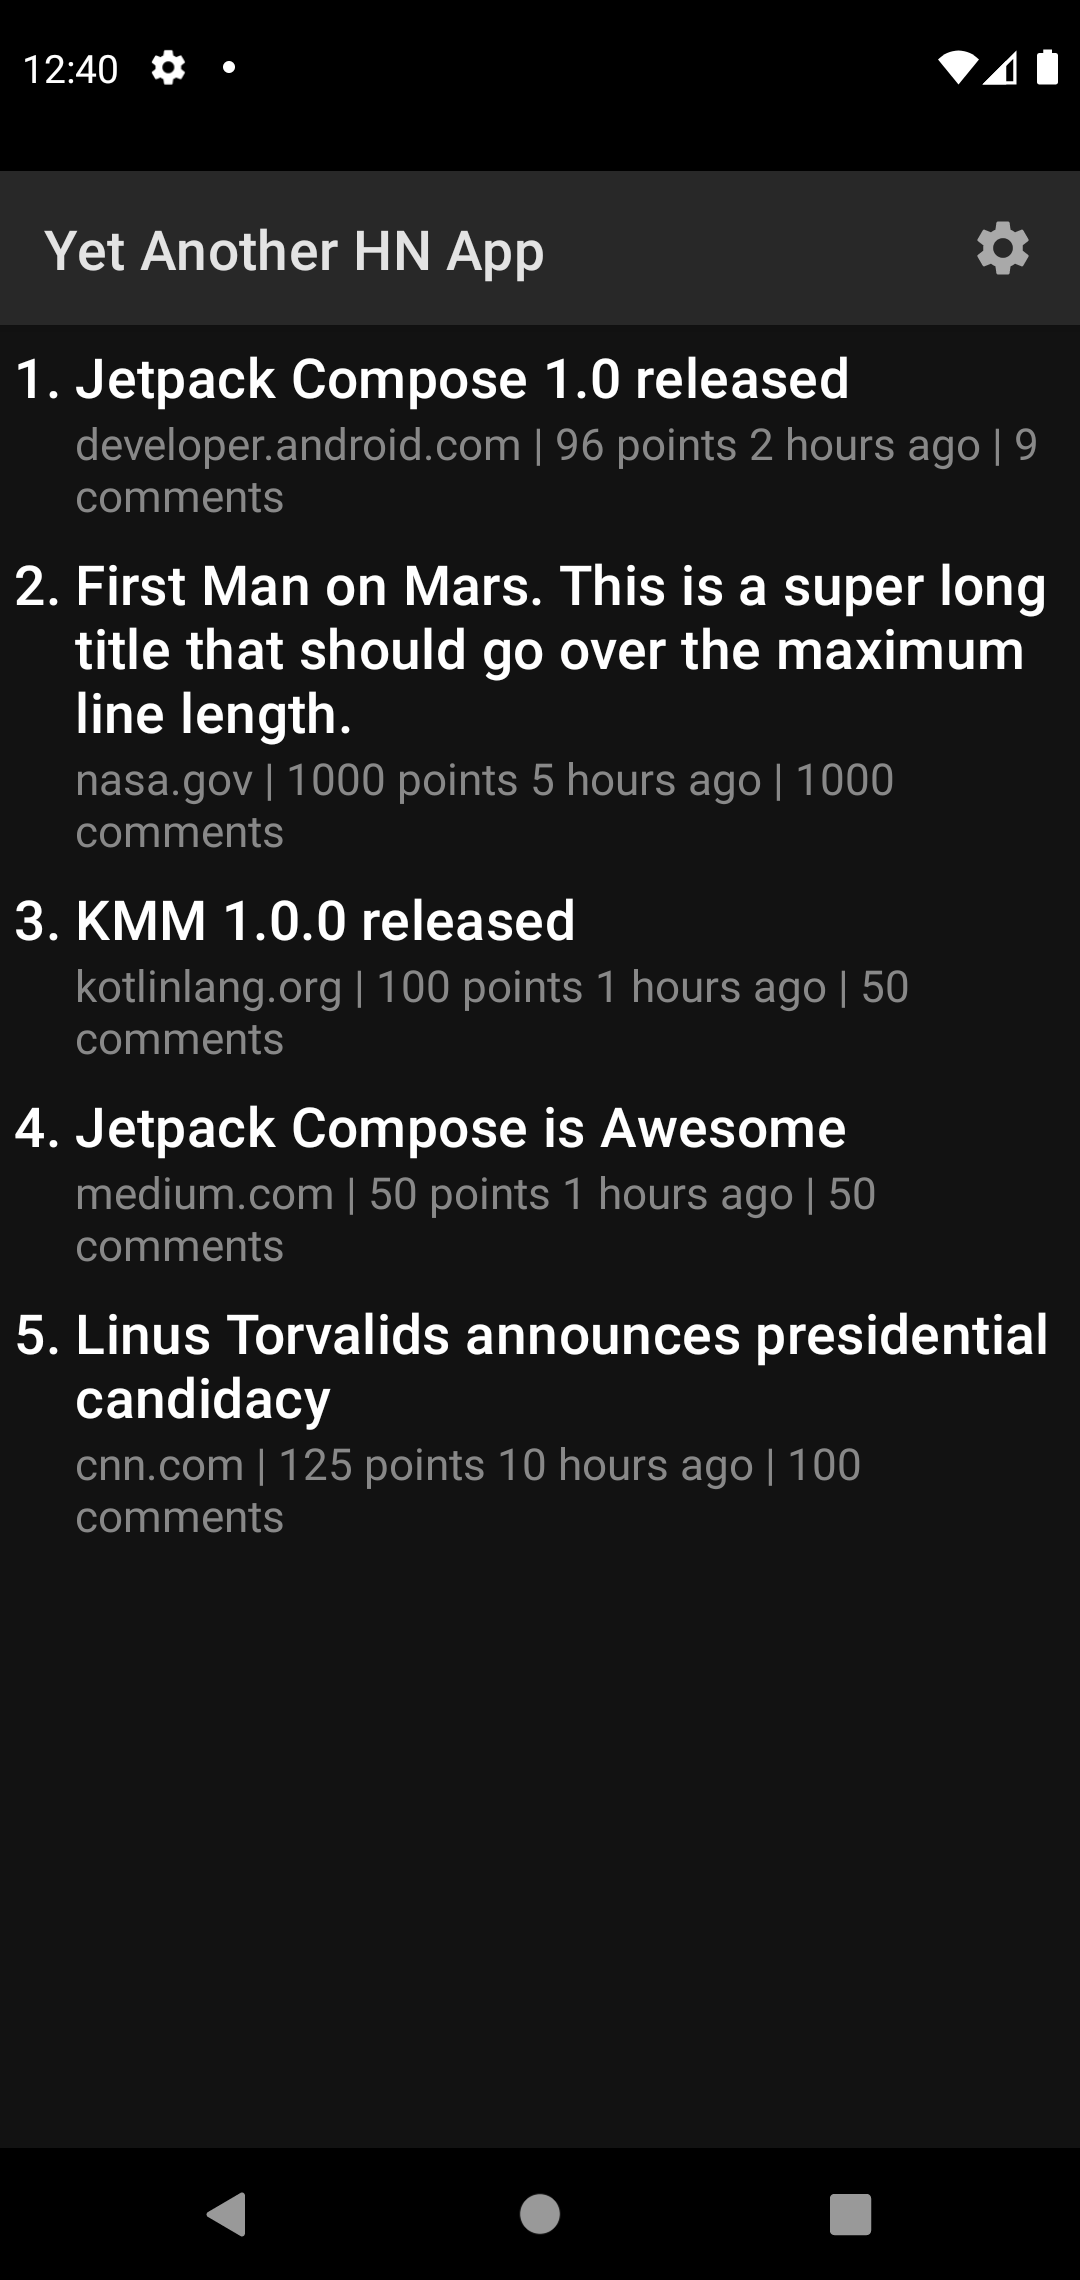 12:40
Yet Another HN App
1. Jetpack Compose 1.0 released
developer.android.com | 96 points 2 hours ago | 9
comments
2. First Man on Mars. This is a super long
title that should go over the maximum
line length.
nasa.gov | 1000 points 5 hours ago | 1000
comments
3. KMM 1.0.0 released
kotlinlang.org | 100 points 1 hours ago | 50
comments
4. Jetpack Compose is Awesome
medium.com | 50 points 1 hours ago | 50
comments
5. Linus Torvalids announces presidential
candidacy
cnn.com | 125 points 10 hours ago | 100
comments